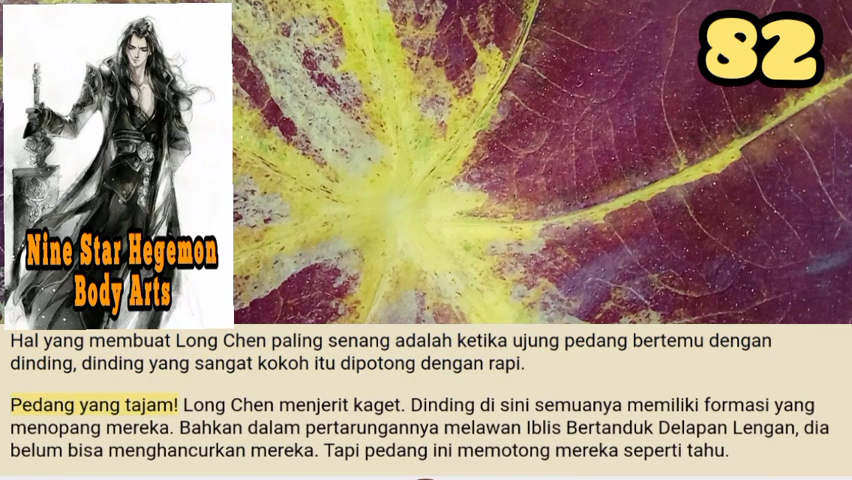 82
Nine Star Hegemon
Body Arts
Hal yang membuat Long Chen paling senang adalah ketika ujung pedang bertemu dengan
dinding, dinding yang sangat kokoh itu dipotong dengan rapi.
Pedang yang tajam! Long Chen menjerit kaget. Dinding di sini semuanya memiliki formasi yang
menopang mereka. Bahkan dalam pertarungannya melawan Iblis Bertanduk Delapan Lengan, dia
belum bisa menghancurkan mereka. Tapi pedang ini memotong mereka seperti tahu.